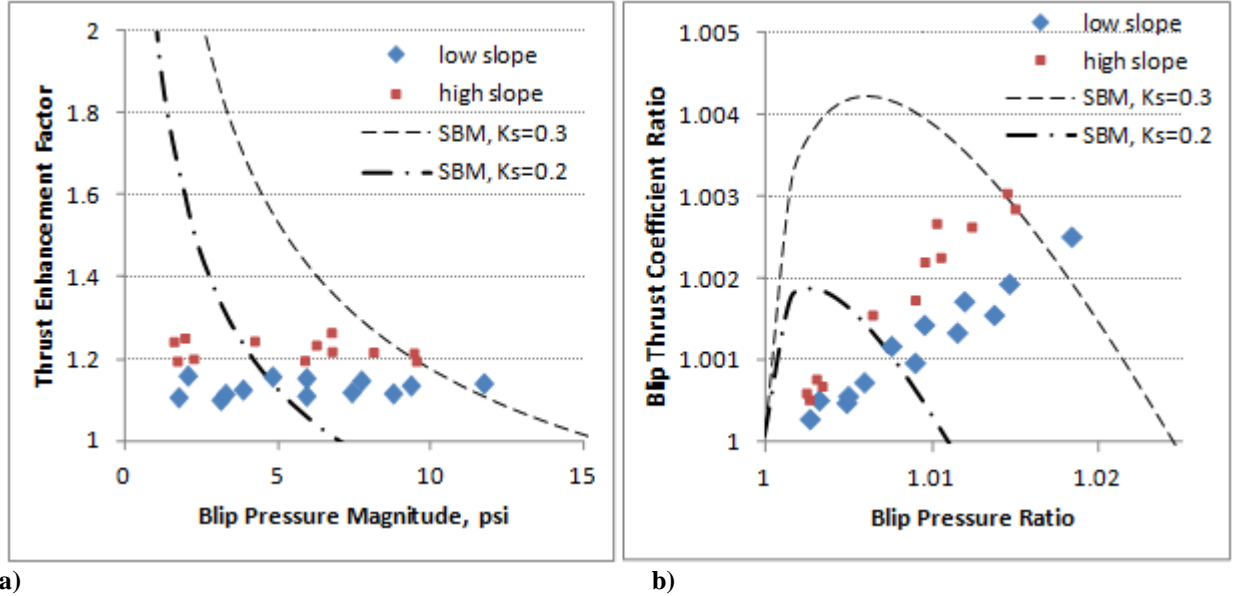 2
1.8
1.6
1.4
1.2
1
Thrust Enhancement Factor
low slope
high slope
SBM, Ks=0.3
SBM, Ks=0.2
0
5
10
15
Blip Pressure Magnitude, psi
a)
1.005
1.004
1.003
1.002
1.001
1
Thrust Coefficient Ratio
low slope
high slope
SBM, Ks=0.3
SBM, Ks=0.2
1
1.01
1.02
Blip Pressure Ratio
b)